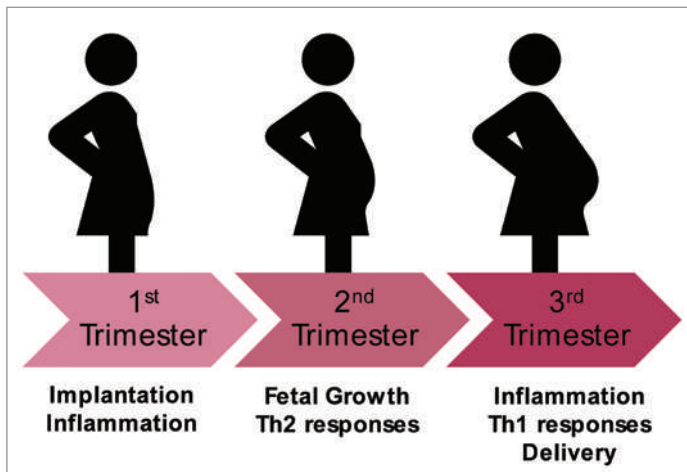 1st
Trimester
Implantation
Inflammation
2nd
Trimester
Fetal Growth
Th2 responses
3rd
Trimester
Inflammation
Th1 responses
Delivery